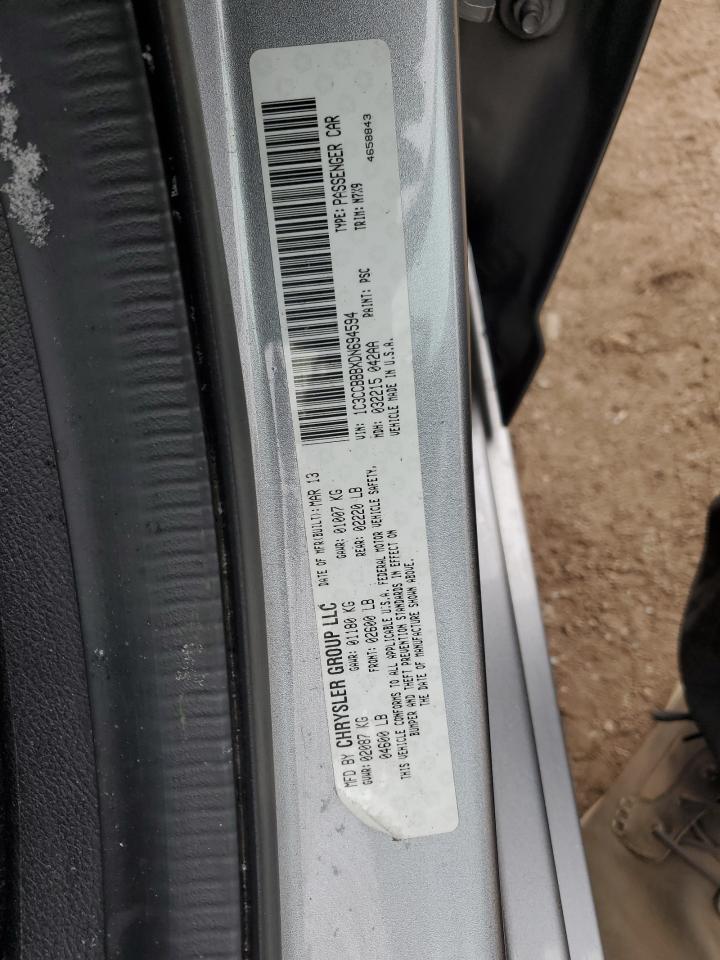 MFD BY CHRYSLER GROUP LLC
DATE OF MFR(BUILT): MAR 13
GVWR: 02087 KG GAWR: 01180 KG GAWR: 01007 KG
04600 LB FRONT: 02600 LB REAR: 02220 LB
THIS VEHICLE CONFORMS TO ALL APPLICABLE U.S.A. FEDERAL MOTOR VEHICLE SAFETY,
BUMPER AND THEFT PREVENTION STANDARDS IN EFFECT ON
THE DATE OF MANUFACTURE SHOWN ABOVE.
VIN: 1C3CCBBBXDN694594 TYPE: PASSENGER CAR
MDH: 032215 042AA PAINT: PSC TRIM: N7X9
VEHICLE MADE IN U.S.A. 4658843